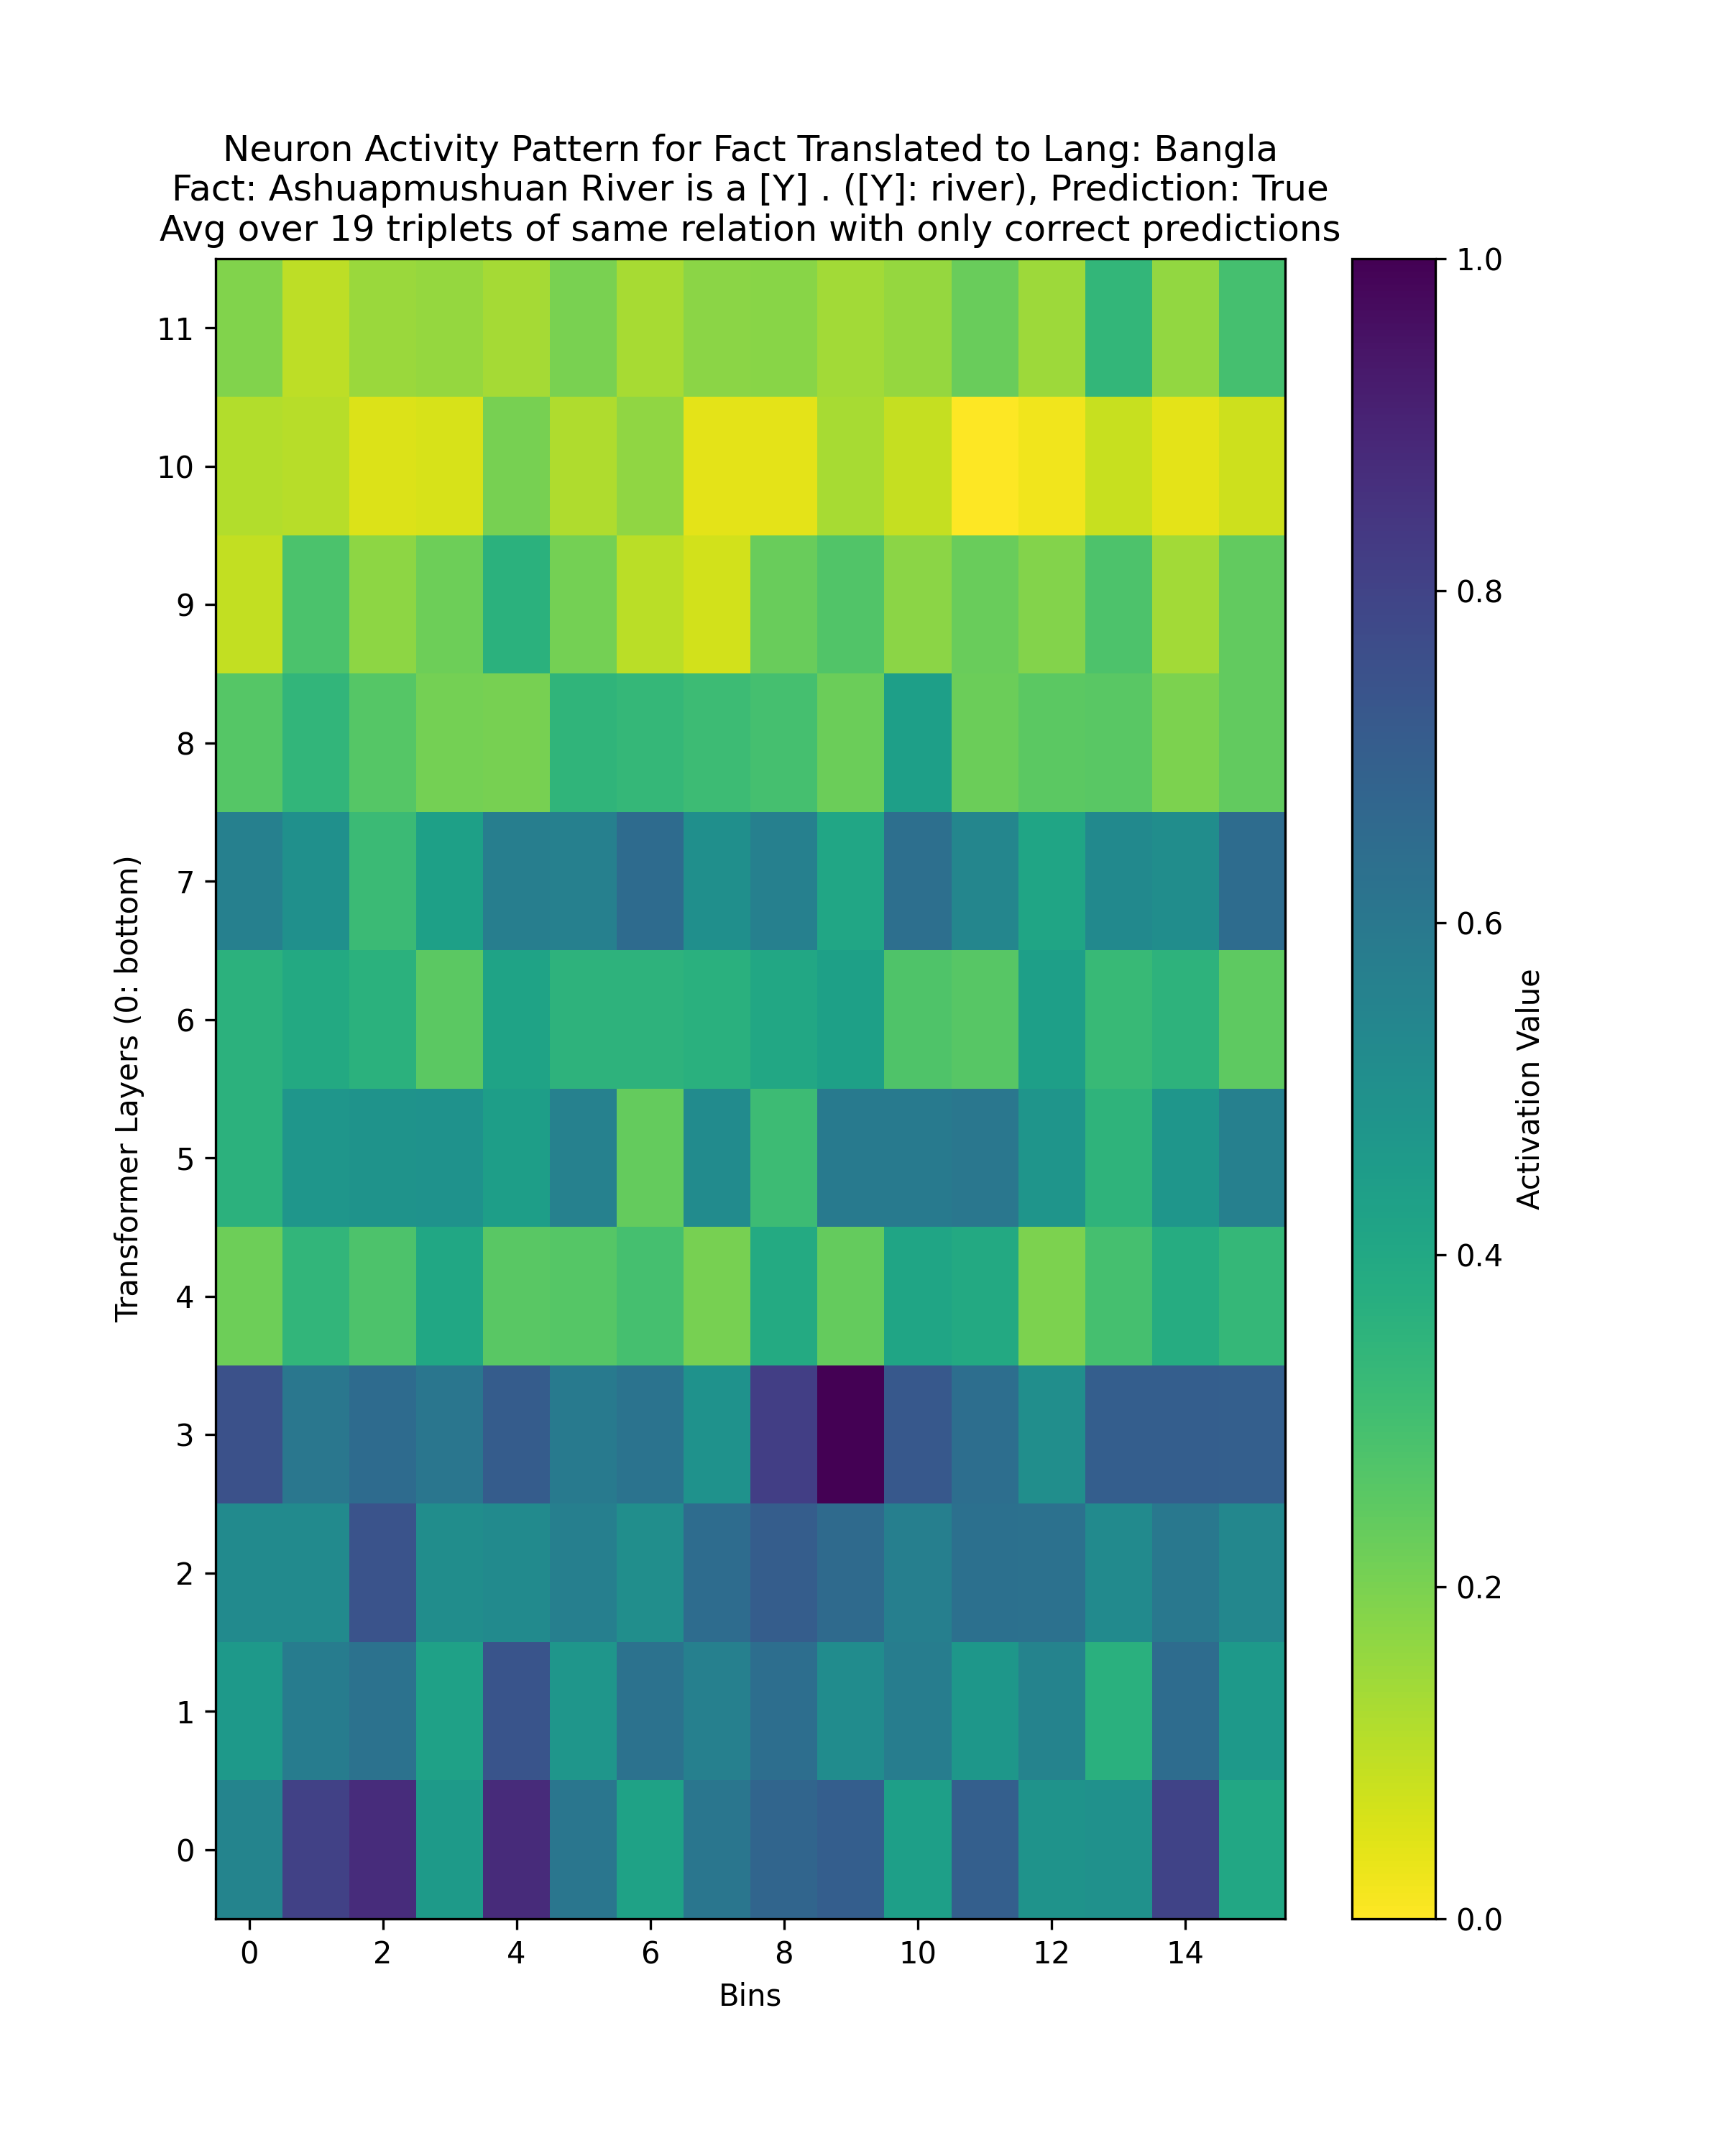 Neuron Activity Pattern for Fact Translated to Lang: Bangla
Fact: Ashuapmushuan River is a [Y] . ([Y]: river), Prediction: True
Avg over 19 triplets of same relation with only correct predictions
11
10
9
8
7
6
5
4
3
2
1
0
Transformer Layers (0: bottom)
0 2 4 6 8 10 12 14
Bins
1.0
0.8
0.6
0.4
0.2
0.0
Activation Value